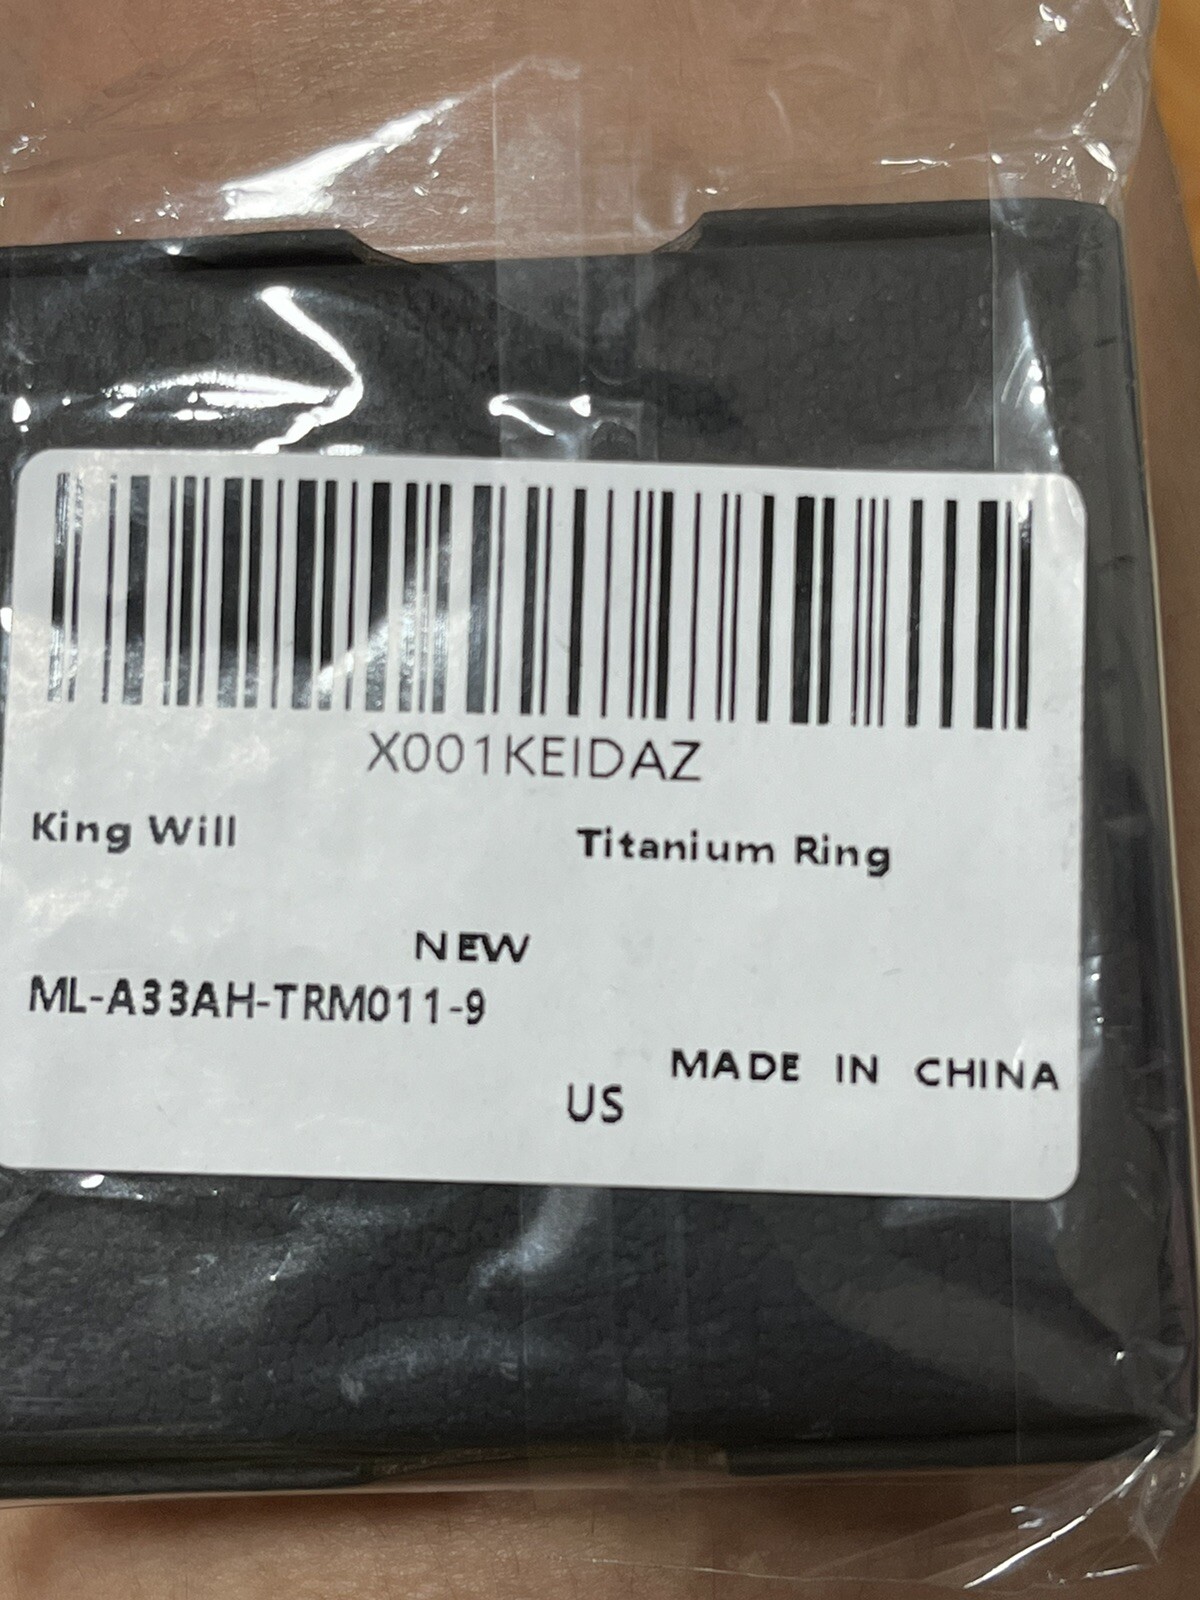 X001KEIDAZ
King Will Titanium Ring
NEW
ML-A33AH-TRM011-9
MADE IN CHINA
US